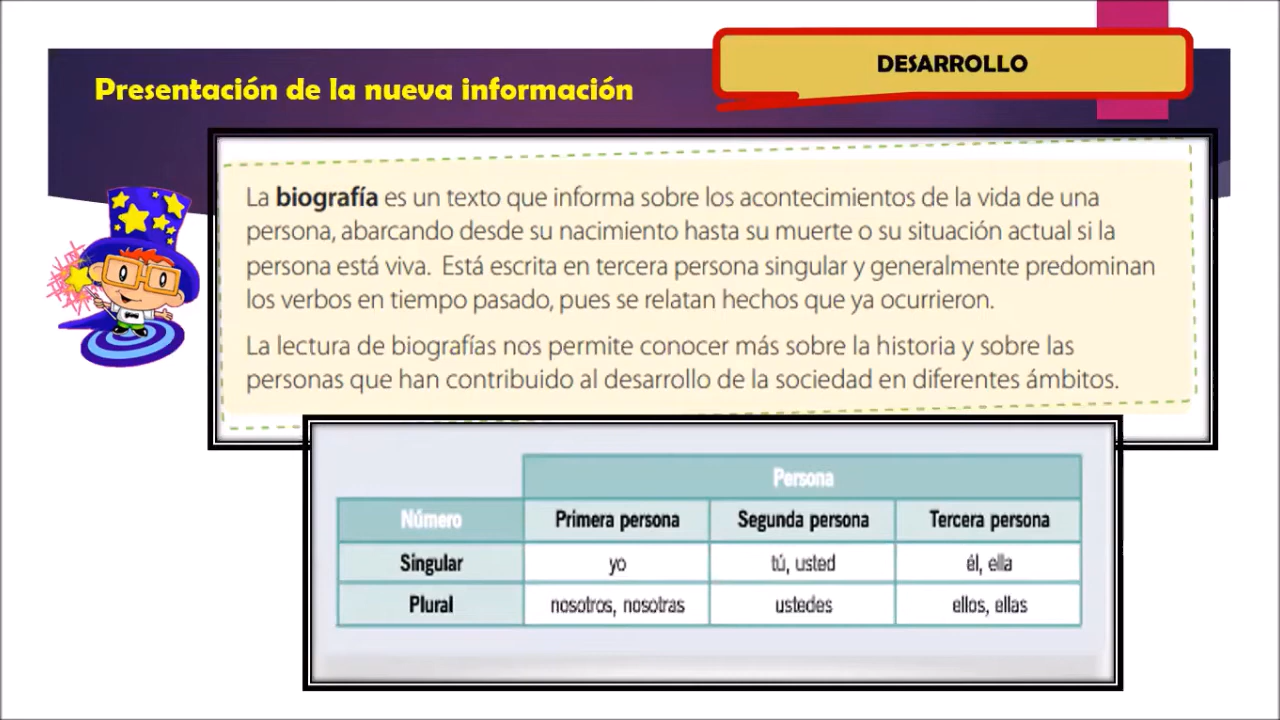 DESARROLLO
Presentación de la nueva información
La biografía es un texto que informa sobre los acontecimientos de la vida de una
persona, abarcando desde su nacimiento hasta su muerte o su situación actual si la
persona está viva. Está escrita en tercera persona singular y generalmente predominan
los verbos en tiempo pasado, pues se relatan hechos que ya ocurrieron.
La lectura de biografías nos permite conocer más sobre la historia y sobre las
personas que han contribuido al desarrollo de la sociedad en diferentes ámbitos.
Persona
Número Primera persona Segunda persona Tercera persona
Singular yo tú, usted él, ella
Plural nosotros, nosotras ustedes ellos, ellas